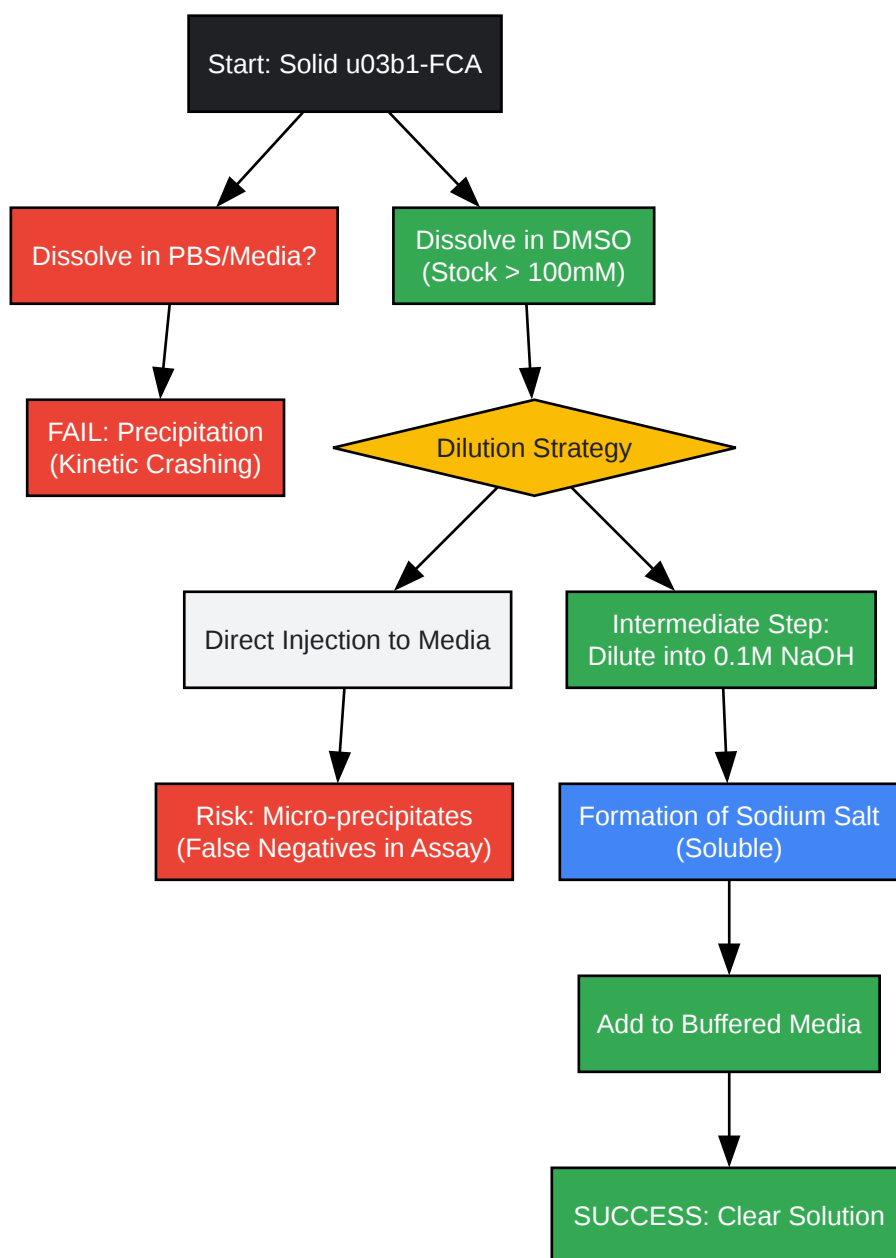 Start: Solid u03b1-FCA
Dissolve in PBS/Media?
Dissolve in DMSO
(Stock > 100mM)
FAIL: Precipitation
(Kinetic Crashing)
Dilution Strategy
Direct Injection to Media
Intermediate Step:
Dilute into 0.1M NaOH
Risk: Micro-precipitates
(False Negatives in Assay)
Formation of Sodium Salt
(Soluble)
Add to Buffered Media
SUCCESS: Clear Solution